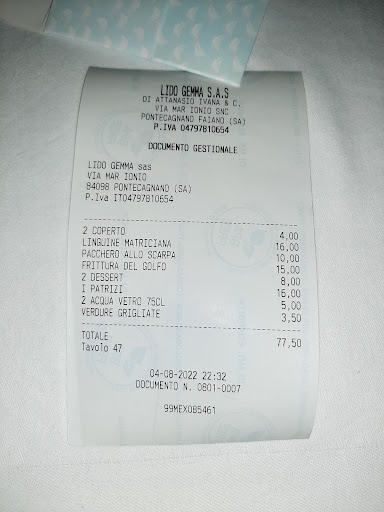 LIDO GEMMA S.A.S
DI ATTANASIO IVANA & C.
VIA MAR IONIO SNC
PONTECAGNANO FAIANO (SA)
P.IVA 04797810654
DOCUMENTO GESTIONALE
LIDO GEMMA sas
VIA MAR IONIO
84098 PONTECAGNANO (SA)
P.Iva IT04797810654
2 COPERTO 4,00
LINGUINE MATRICIANA 16,00
PACCHERO ALLO SCARPA 10,00
FRITTURA DEL GOLFO 15,00
2 DESSERT 8,00
I PATRIZI 16,00
2 ACQUA VETRO 75CL 5,00
VERDURE GRIGLIATE 3,50
TOTALE 77,50
Tavolo 47
04-08-2022 22:32
DOCUMENTO N. 0801-0007
99MEX085461